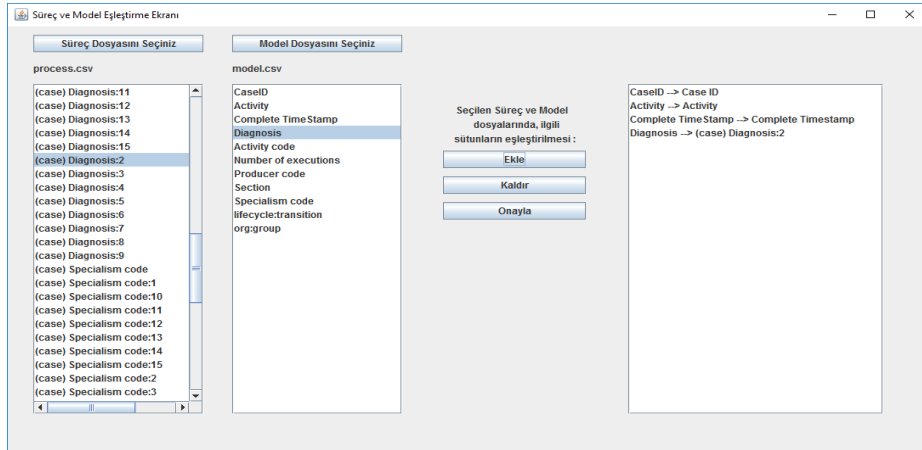 Süreç ve Model Eşleştirme Ekranı
Süreç Dosyasını Seçiniz
Model Dosyasını Seçiniz
process.csv
model.csv
(case) Diagnosis:11
(case) Diagnosis:12
(case) Diagnosis:13
(case) Diagnosis:14
(case) Diagnosis:15
(case) Diagnosis:2
(case) Diagnosis:3
(case) Diagnosis:4
(case) Diagnosis:5
(case) Diagnosis:6
(case) Diagnosis:7
(case) Diagnosis:8
(case) Diagnosis:9
(case) Specialism code
(case) Specialism code:1
(case) Specialism code:10
(case) Specialism code:11
(case) Specialism code:12
(case) Specialism code:13
(case) Specialism code:14
(case) Specialism code:15
(case) Specialism code:2
(case) Specialism code:3
CaseID
Activity
Complete TimeStamp
Diagnosis
Activity code
Number of executions
Producer code
Section
Specialism code
lifecycle:transition
org:group
Seçilen Süreç ve Model
dosyalarında, ilgili
sütunların eşleştirilmesi :
Ekle
Kaldır
Onayla
CaseID --> Case ID
Activity --> Activity
Complete TimeStamp --> Complete Timestamp
Diagnosis --> (case) Diagnosis:2